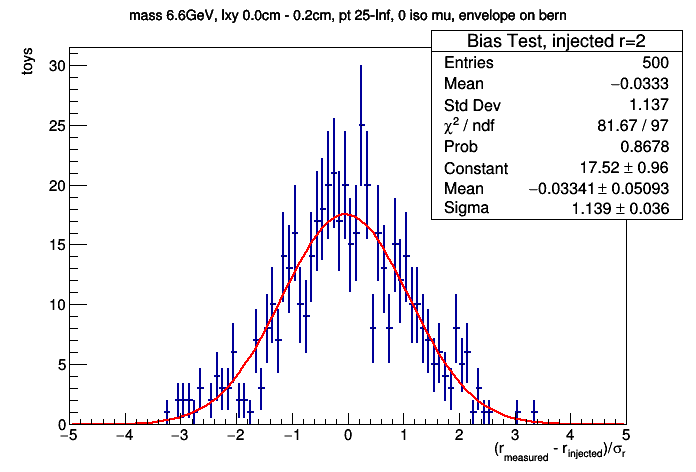 mass 6.6GeV, lxy 0.0cm - 0.2cm, pt 25-Inf, 0 iso mu, envelope on bern
toys
Bias Test, injected r=2
Entries 500
Mean −0.0333
Std Dev 1.137
χ² / ndf 81.67 / 97
Prob 0.8678
Constant 17.52 ± 0.96
Mean −0.03341 ± 0.05093
Sigma 1.139 ± 0.036
30
25
20
15
10
5
0
−5 −4 −3 −2 −1 0 1 2 3 4 5
(r_measured - r_injected)/σ_r